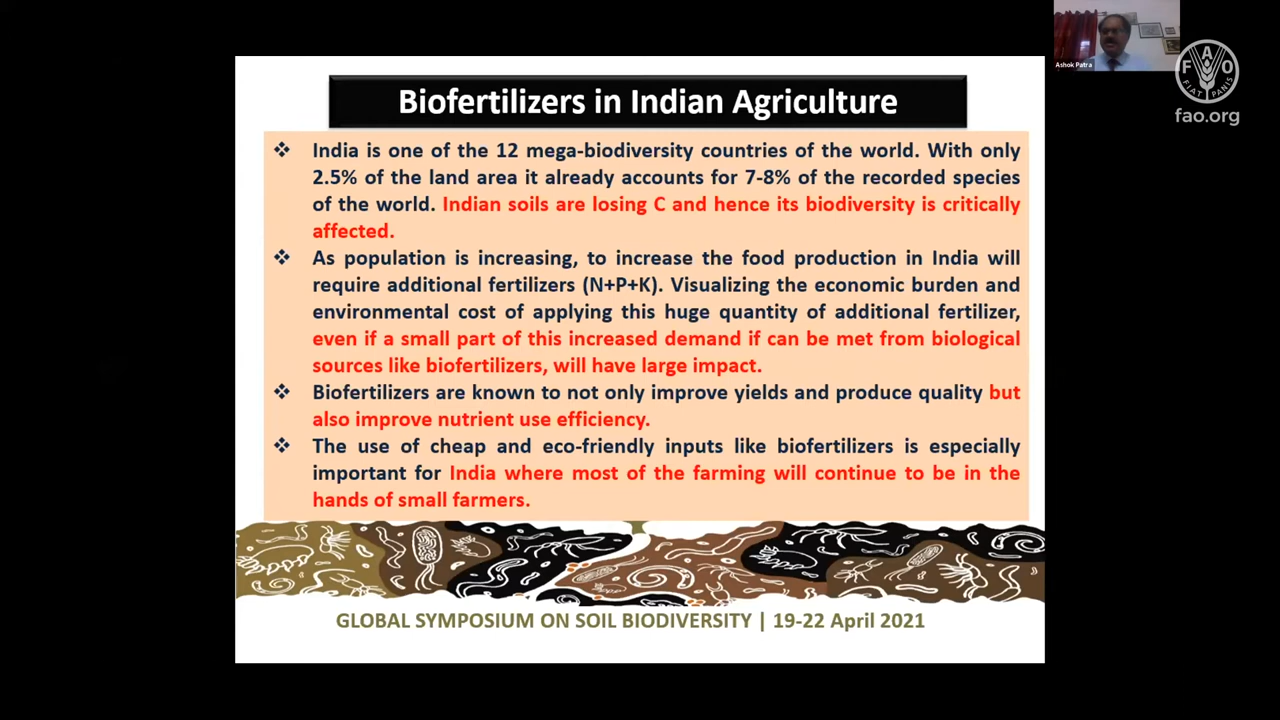 Biofertilizers in Indian Agriculture
❖ India is one of the 12 mega-biodiversity countries of the world. With only
2.5% of the land area it already accounts for 7-8% of the recorded species
of the world. Indian soils are losing C and hence its biodiversity is critically
affected.
❖ As population is increasing, to increase the food production in India will
require additional fertilizers (N+P+K). Visualizing the economic burden and
environmental cost of applying this huge quantity of additional fertilizer,
even if a small part of this increased demand if can be met from biological
sources like biofertilizers, will have large impact.
❖ Biofertilizers are known to not only improve yields and produce quality but
also improve nutrient use efficiency.
❖ The use of cheap and eco-friendly inputs like biofertilizers is especially
important for India where most of the farming will continue to be in the
hands of small farmers.
GLOBAL SYMPOSIUM ON SOIL BIODIVERSITY | 19-22 April 2021
Ashok Patra
F A O
FIAT PANIS
fao.org